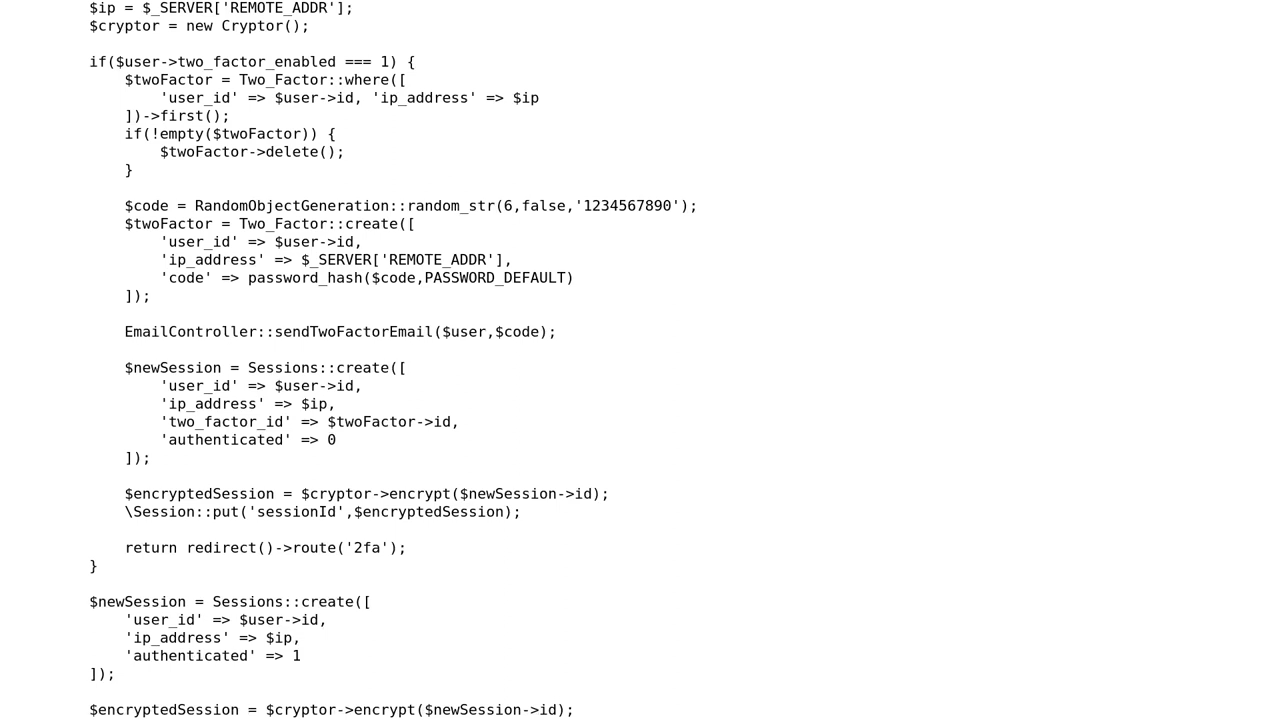 $ip = $_SERVER['REMOTE_ADDR'];
$cryptor = new Cryptor();
if($user->two_factor_enabled === 1) {
$twoFactor = Two_Factor::where([
'user_id' => $user->id, 'ip_address' => $ip
])->first();
if(!empty($twoFactor)) {
$twoFactor->delete();
}
$code = RandomObjectGeneration::random_str(6,false,'1234567890');
$twoFactor = Two_Factor::create([
'user_id' => $user->id,
'ip_address' => $_SERVER['REMOTE_ADDR'],
'code' => password_hash($code,PASSWORD_DEFAULT)
]);
EmailController::sendTwoFactorEmail($user,$code);
$newSession = Sessions::create([
'user_id' => $user->id,
'ip_address' => $ip,
'two_factor_id' => $twoFactor->id,
'authenticated' => 0
]);
$encryptedSession = $cryptor->encrypt($newSession->id);
\Session::put('sessionId',$encryptedSession);
return redirect()->route('2fa');
}
$newSession = Sessions::create([
'user_id' => $user->id,
'ip_address' => $ip,
'authenticated' => 1
]);
$encryptedSession = $cryptor->encrypt($newSession->id);